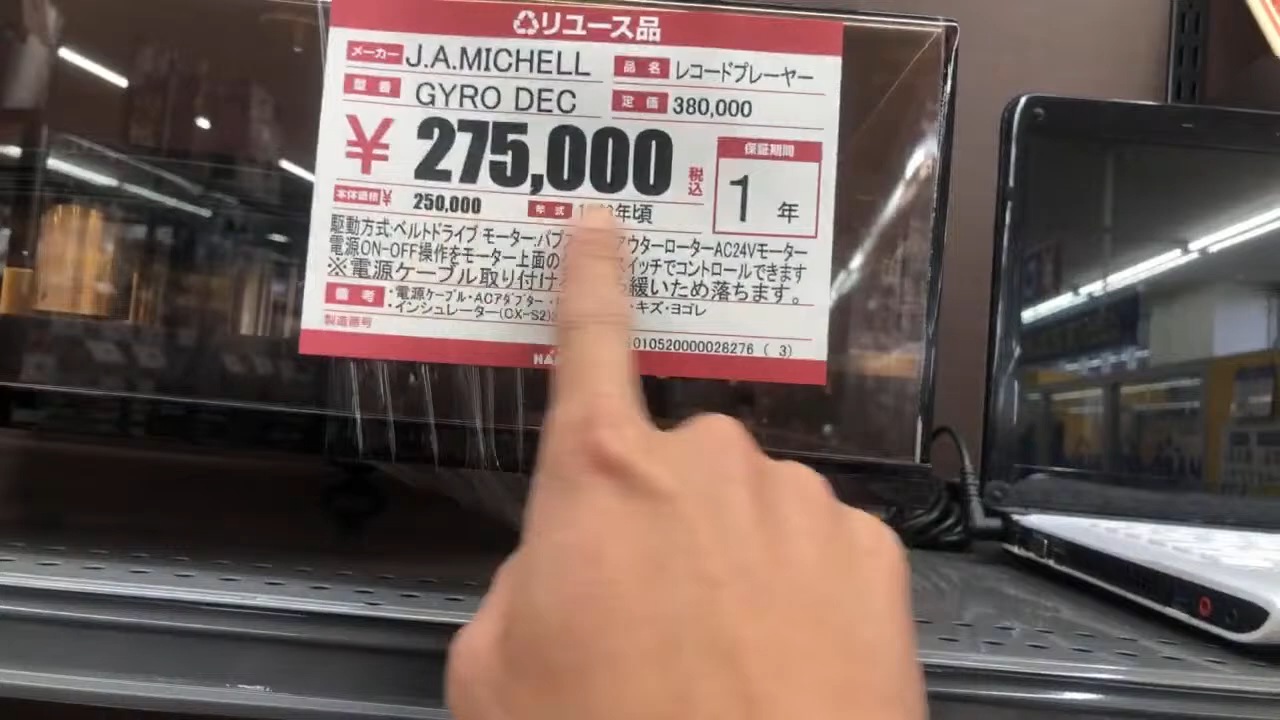 リユース品
メーカー J.A.MICHELL 品名 レコードプレーヤー
型番 GYRO DEC 定価 380,000
¥275,000 税込 保証期間 1年
本体価格¥ 250,000 年式 年頃
駆動方式:ベルトドライブ モーター:パプ ウターローターAC24Vモーター
電源ON-OFF操作をモーター上面の イッチでコントロールできます
※電源ケーブル取り付け 緩いため落ちます。
備考 ・電源ケーブル・ACアダプター・ ・キズ・ヨゴレ
・インシュレーター(CX-S2)
製造番号
010520000028276 ( 3)